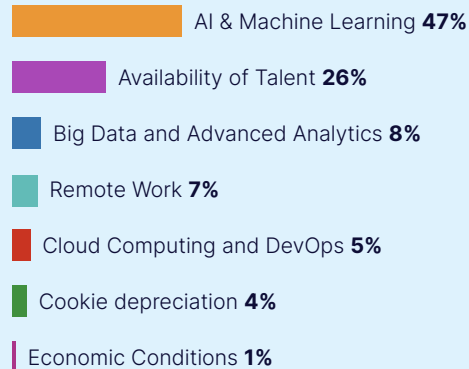 AI & Machine Learning 47%
Availability of Talent 26%
Big Data and Advanced Analytics 8%
Remote Work 7%
Cloud Computing and DevOps 5%
Cookie depreciation 4%
Economic Conditions 1%